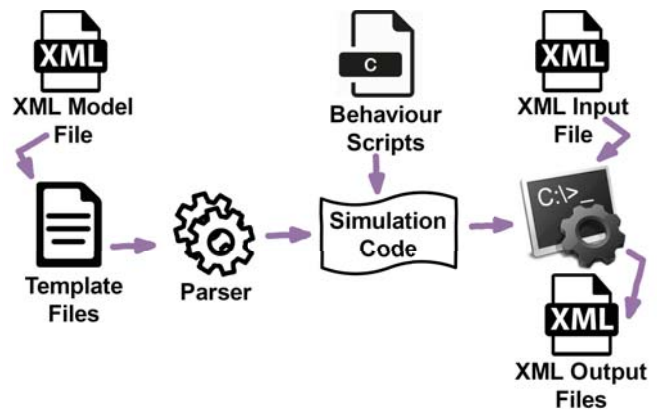 XML
XML Model
File
C
Behaviour
Scripts
XML
XML Input
File
Template
Files
Parser
Simulation
Code
C:\>_
XML
XML Output
Files